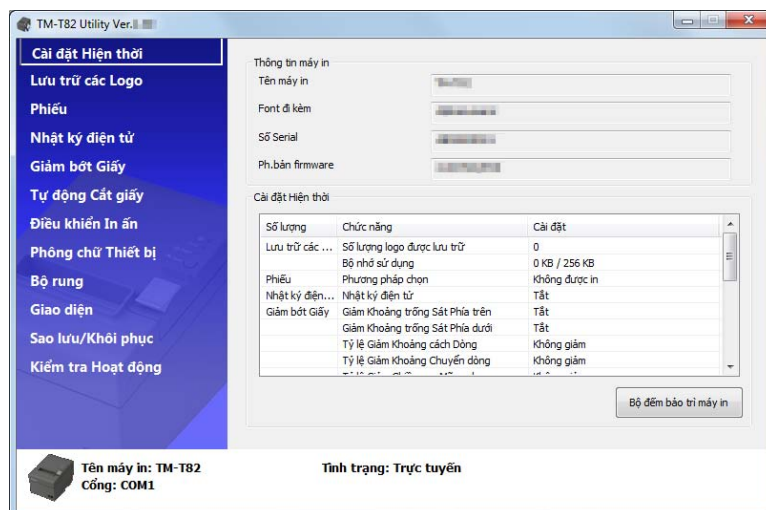 TM-T82 Utility Ver.
Cài đặt Hiện thời
Lưu trữ các Logo
Phiếu
Nhật ký điện tử
Giảm bớt Giấy
Tự động Cắt giấy
Điều khiển In ấn
Phông chữ Thiết bị
Bộ rung
Giao diện
Sao lưu/Khôi phục
Kiểm tra Hoạt động
Thông tin máy in
Tên máy in
Font đi kèm
Số Serial
Ph.bản firmware
Cài đặt Hiện thời
Số lượng Chức năng Cài đặt
Lưu trữ các ... Số lượng logo được lưu trữ 0
Bộ nhớ sử dụng 0 KB / 256 KB
Phiếu Phương pháp chọn Không được in
Nhật ký điện... Nhật ký điện tử Tắt
Giảm bớt Giấy Giảm Khoảng trống Sát Phía trên Tắt
Giảm Khoảng trống Sát Phía dưới Tắt
Tỷ lệ Giảm Khoảng cách Dòng Không giảm
Tỷ lệ Giảm Khoảng Chuyển dòng Không giảm
Bộ đếm bảo trì máy in
Tên máy in: TM-T82
Cổng: COM1
Tình trạng: Trực tuyến